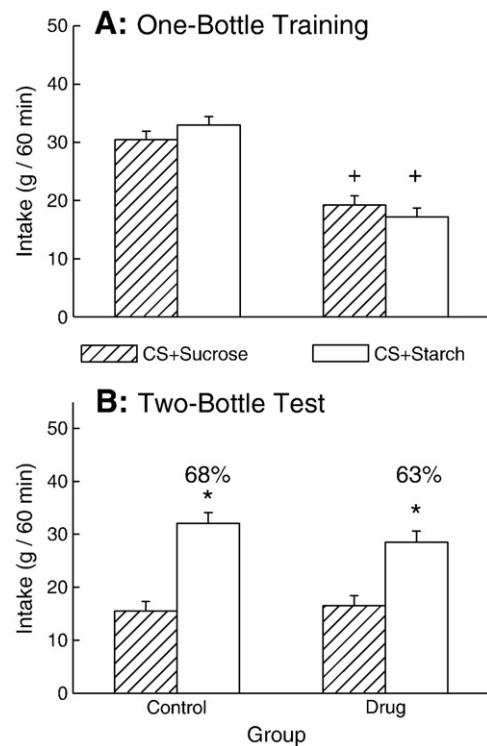 A: One-Bottle Training
50
40
30
20
10
0
Intake (g / 60 min)
+ +
CS+Sucrose CS+Starch
B: Two-Bottle Test
50
40
30
20
10
0
Intake (g / 60 min)
68% 63%
* *
Control Drug
Group